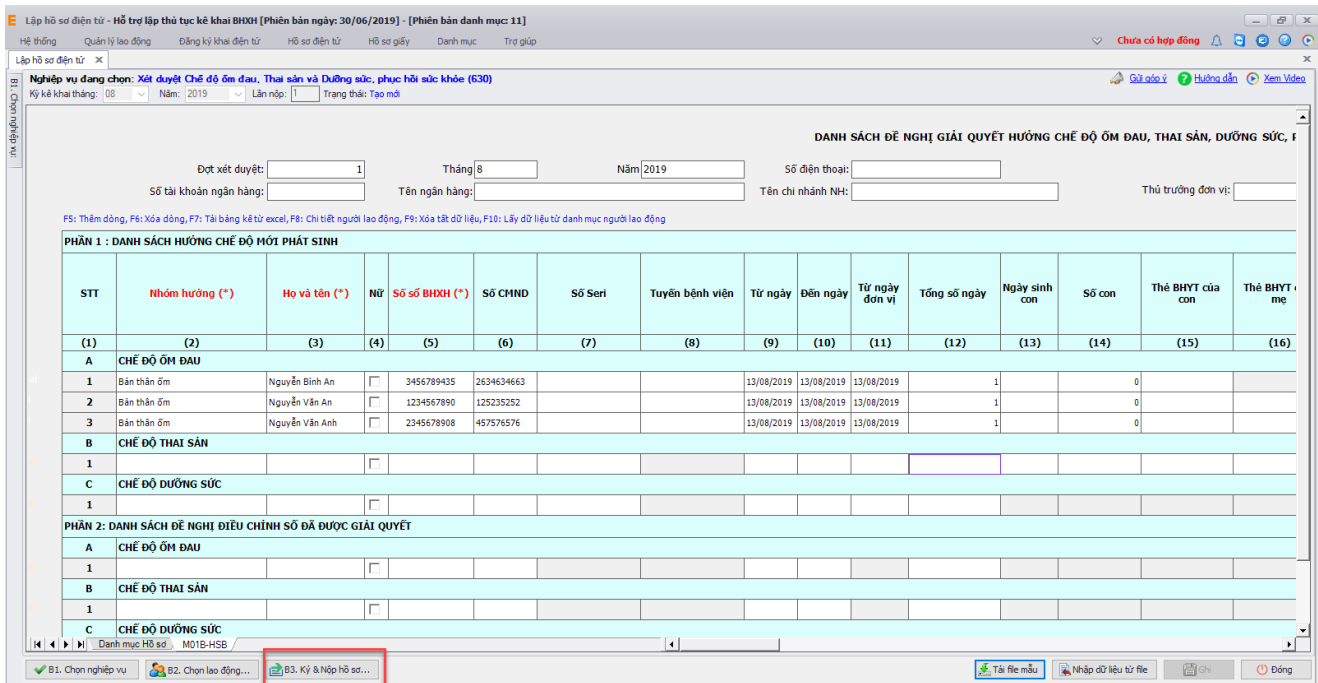 Lập hồ sơ điện tử - Hỗ trợ lập thủ tục kê khai BHXH [Phiên bản ngày: 30/06/2019] - [Phiên bản danh mục: 11]
Hệ thống Quản lý lao động Đăng ký khai điện tử Hồ sơ điện tử Hồ sơ giấy Danh mục Trợ giúp Chưa có hợp đồng
Lập hồ sơ điện tử
B1: Chọn nghiệp vụ:
Nghiệp vụ đang chọn: Xét duyệt Chế độ ốm đau, Thai sản và Dưỡng sức, phục hồi sức khỏe (630) Gửi góp ý Hướng dẫn Xem Video
Kỳ kê khai tháng: 08 Năm: 2019 Lần nộp: 1 Trạng thái: Tạo mới
DANH SÁCH ĐỀ NGHỊ GIẢI QUYẾT HƯỞNG CHẾ ĐỘ ỐM ĐAU, THAI SẢN, DƯỠNG SỨC, P
Đợt xét duyệt: 1 Tháng 8 Năm 2019 Số điện thoại:
Số tài khoản ngân hàng: Tên ngân hàng: Tên chi nhánh NH: Thủ trưởng đơn vị:
F5: Thêm dòng, F6: Xóa dòng, F7: Tải bảng kê từ excel, F8: Chi tiết người lao động, F9: Xóa tất dữ liệu, F10: Lấy dữ liệu từ danh mục người lao động
PHẦN 1 : DANH SÁCH HƯỞNG CHẾ ĐỘ MỚI PHÁT SINH
STT Nhóm hưởng (*) Họ và tên (*) Nữ Số sổ BHXH (*) Số CMND Số Seri Tuyến bệnh viện Từ ngày Đến ngày Từ ngày đơn vị Tổng số ngày Ngày sinh con Số con Thẻ BHYT của con Thẻ BHYT mẹ
(1) (2) (3) (4) (5) (6) (7) (8) (9) (10) (11) (12) (13) (14) (15) (16)
A CHẾ ĐỘ ỐM ĐAU
1 Bản thân ốm Nguyễn Bình An 3456789435 2634634663 13/08/2019 13/08/2019 13/08/2019 1 0
2 Bản thân ốm Nguyễn Văn An 1234567890 125235252 13/08/2019 13/08/2019 13/08/2019 1 0
3 Bản thân ốm Nguyễn Văn Anh 2345678908 457576576 13/08/2019 13/08/2019 13/08/2019 1 0
B CHẾ ĐỘ THAI SẢN
1
C CHẾ ĐỘ DƯỠNG SỨC
1
PHẦN 2: DANH SÁCH ĐỀ NGHỊ ĐIỀU CHỈNH SỐ ĐÃ ĐƯỢC GIẢI QUYẾT
A CHẾ ĐỘ ỐM ĐAU
1
B CHẾ ĐỘ THAI SẢN
1
C CHẾ ĐỘ DƯỠNG SỨC
Danh mục Hồ sơ M01B-HSB
B1. Chọn nghiệp vụ B2. Chọn lao động... B3. Ký & Nộp hồ sơ... Tải file mẫu Nhập dữ liệu từ file Ghi Đóng